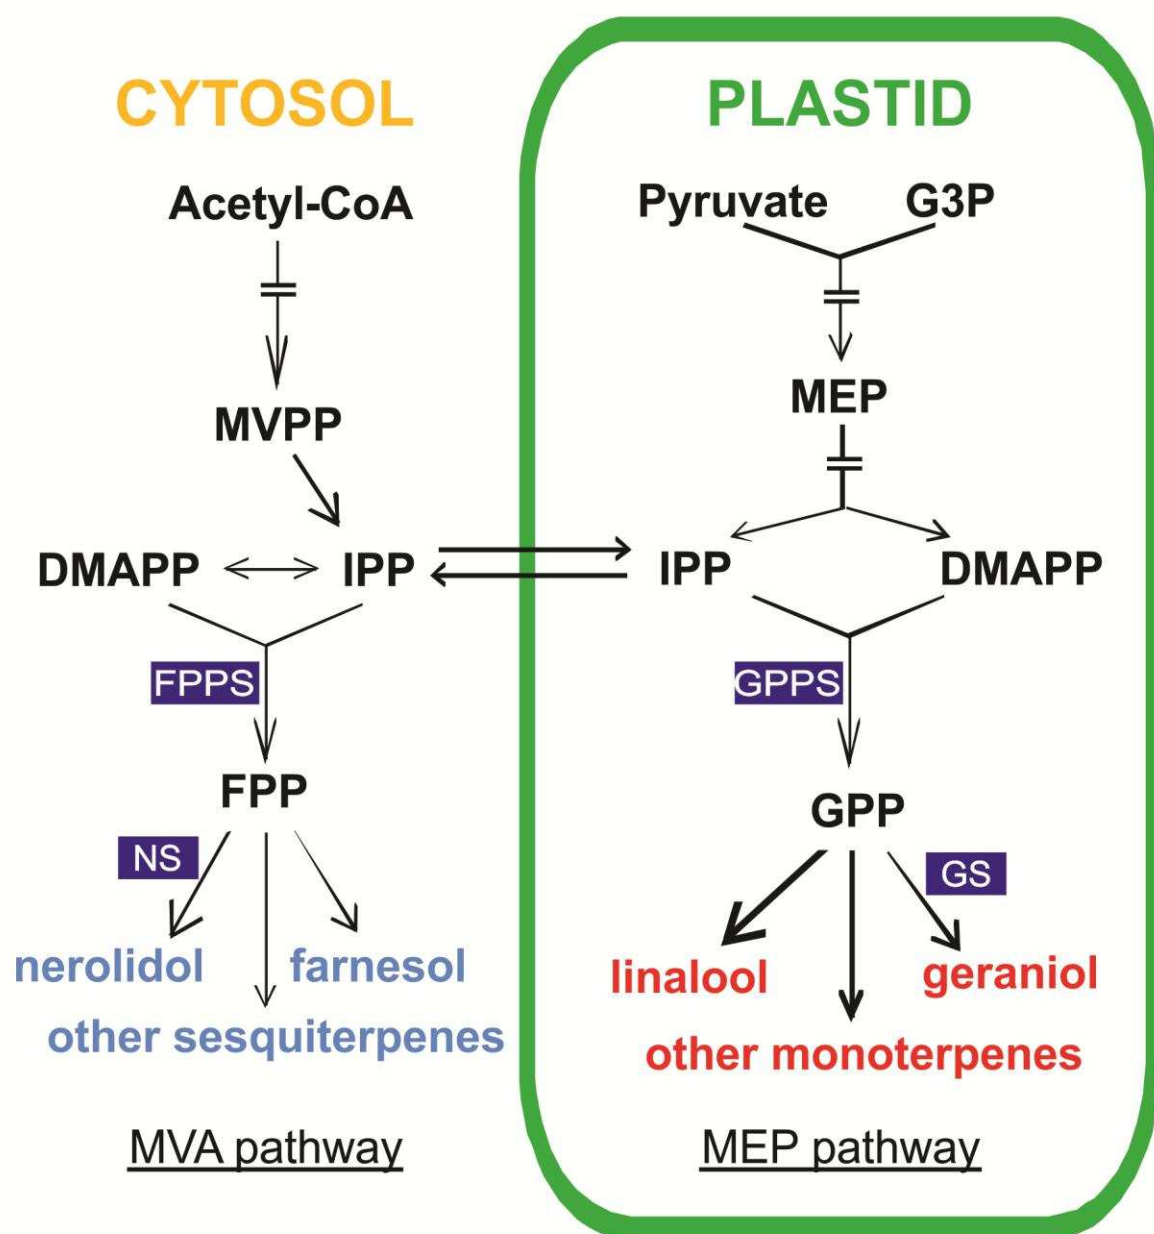 CYTOSOL
PLASTID
Acetyl-CoA
Pyruvate G3P
MVPP
MEP
DMAPP IPP
IPP DMAPP
FPPS
GPPS
FPP
GPP
NS
GS
nerolidol farnesol
linalool geraniol
other sesquiterpenes
other monoterpenes
MVA pathway
MEP pathway